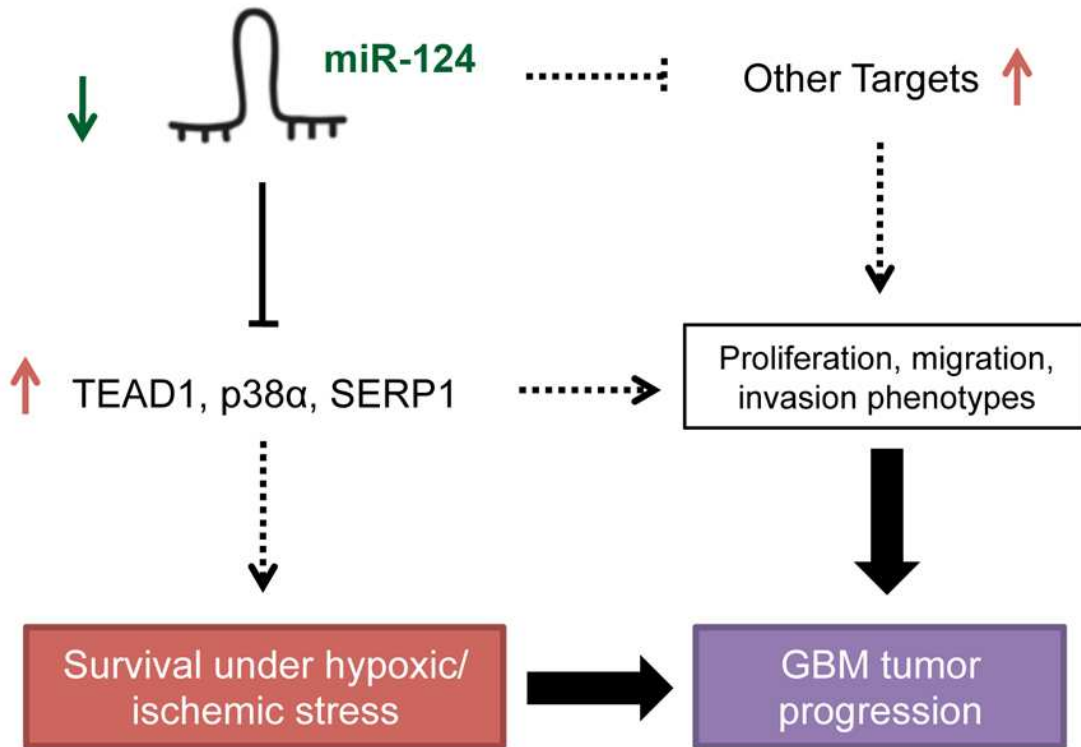 miR-124
Other Targets
TEAD1, p38α, SERP1
Proliferation, migration,
invasion phenotypes
Survival under hypoxic/
ischemic stress
GBM tumor
progression